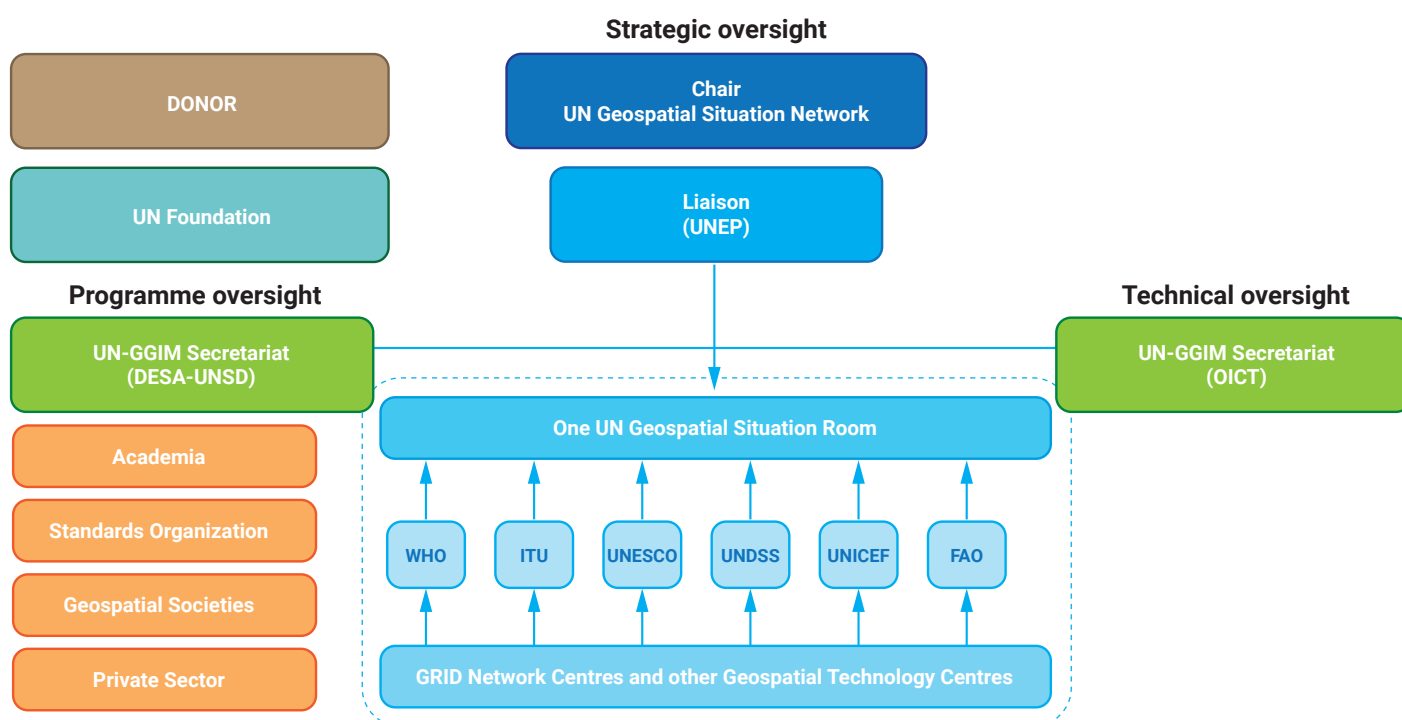 Strategic oversight
DONOR
Chair
UN Geospatial Situation Network
UN Foundation
Liaison
(UNEP)
Programme oversight
Technical oversight
UN-GGIM Secretariat
(DESA-UNSD)
UN-GGIM Secretariat
(OICT)
One UN Geospatial Situation Room
Academia
Standards Organization
Geospatial Societies
Private Sector
WHO
ITU
UNESCO
UNDSS
UNICEF
FAO
GRID Network Centres and other Geospatial Technology Centres